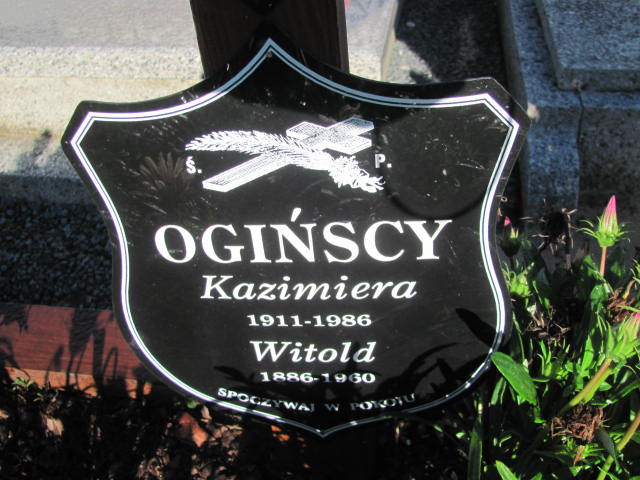 Ś. P.
OGIŃSCY
Kazimiera
1911-1986
Witold
1886-1960
SPOCZYWAJ W POKOJU